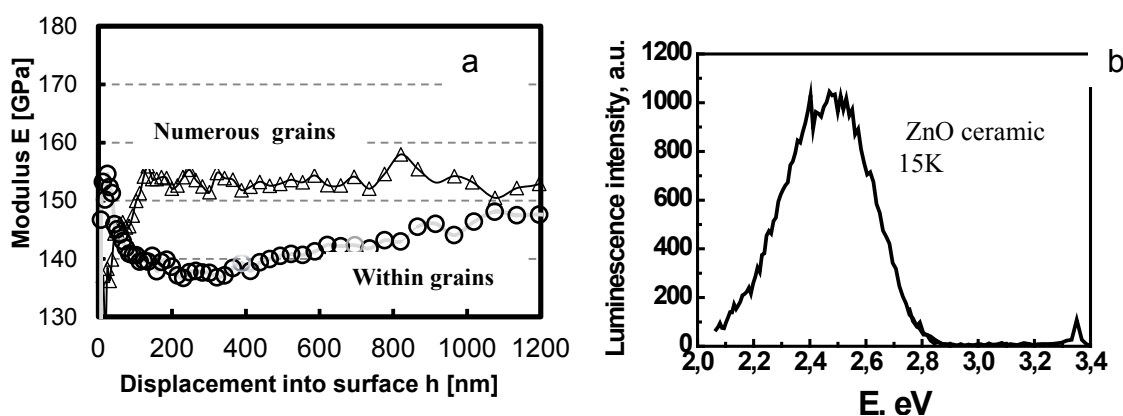 a
Modulus E [GPa]
180
170
160
150
140
130
Numerous grains
Within grains
0 200 400 600 800 1000 1200
Displacement into surface h [nm]
b
Luminescence intensity, a.u.
1200
1000
800
600
400
200
0
ZnO ceramic
15K
2,0 2,2 2,4 2,6 2,8 3,0 3,2 3,4
E, eV